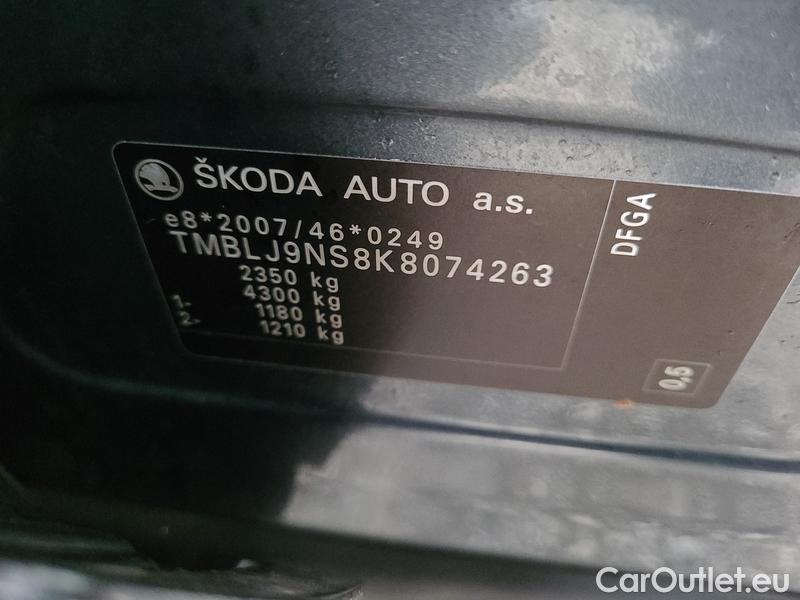 ŠKODA AUTO a.s.
e8*2007/46*0249
TMBLJ9NS8K8074263
2350 kg
4300 kg
1. 1180 kg
2. 1210 kg
DFGA
0,5
CarOutlet.eu